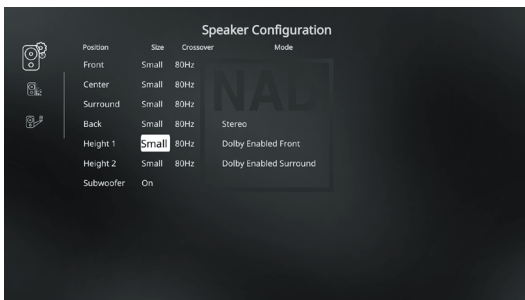 Speaker Configuration
Position Size Crossover Mode
Front Small 80Hz
Center Small 80Hz
Surround Small 80Hz
Back Small 80Hz Stereo
Height 1 Small 80Hz Dolby Enabled Front
Height 2 Small 80Hz Dolby Enabled Surround
Subwoofer On
NAD